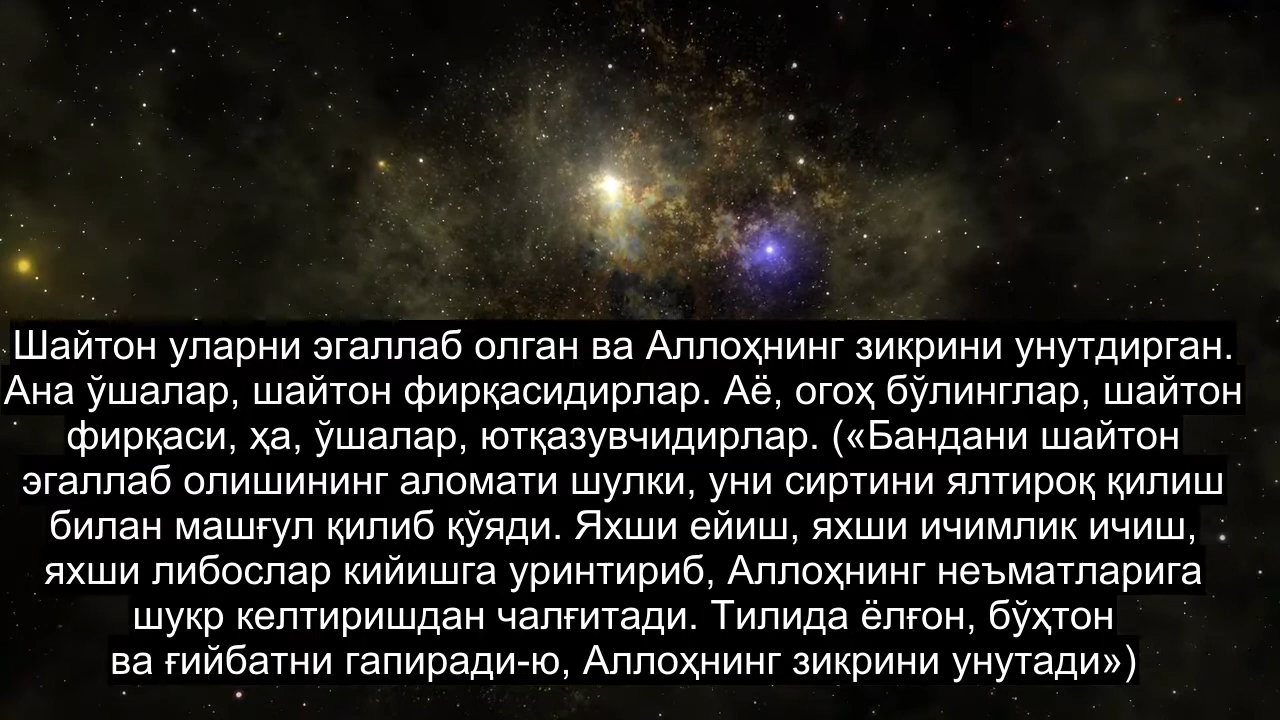 Шайтон уларни эгаллаб олган ва Аллоҳнинг зикрини унутдирган.
Ана ўшалар, шайтон фирқасидирлар. Аё, огоҳ бўлинглар, шайтон
фирқаси, ҳа, ўшалар, ютқазувчидирлар. («Бандани шайтон
эгаллаб олишининг аломати шулки, уни сиртини ялтироқ қилиш
билан машғул қилиб қўяди. Яхши ейиш, яхши ичимлик ичиш,
яхши либослар кийишга уринтириб, Аллоҳнинг неъматларига
шукр келтиришдан чалғитади. Тилида ёлғон, бўҳтон
ва ғийбатни гапиради-ю, Аллоҳнинг зикрини унутади»)